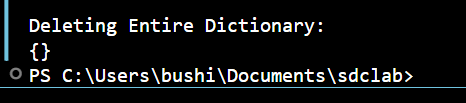 Deleting Entire Dictionary:
{}
PS C:\Users\bushi\Documents\sdclab>